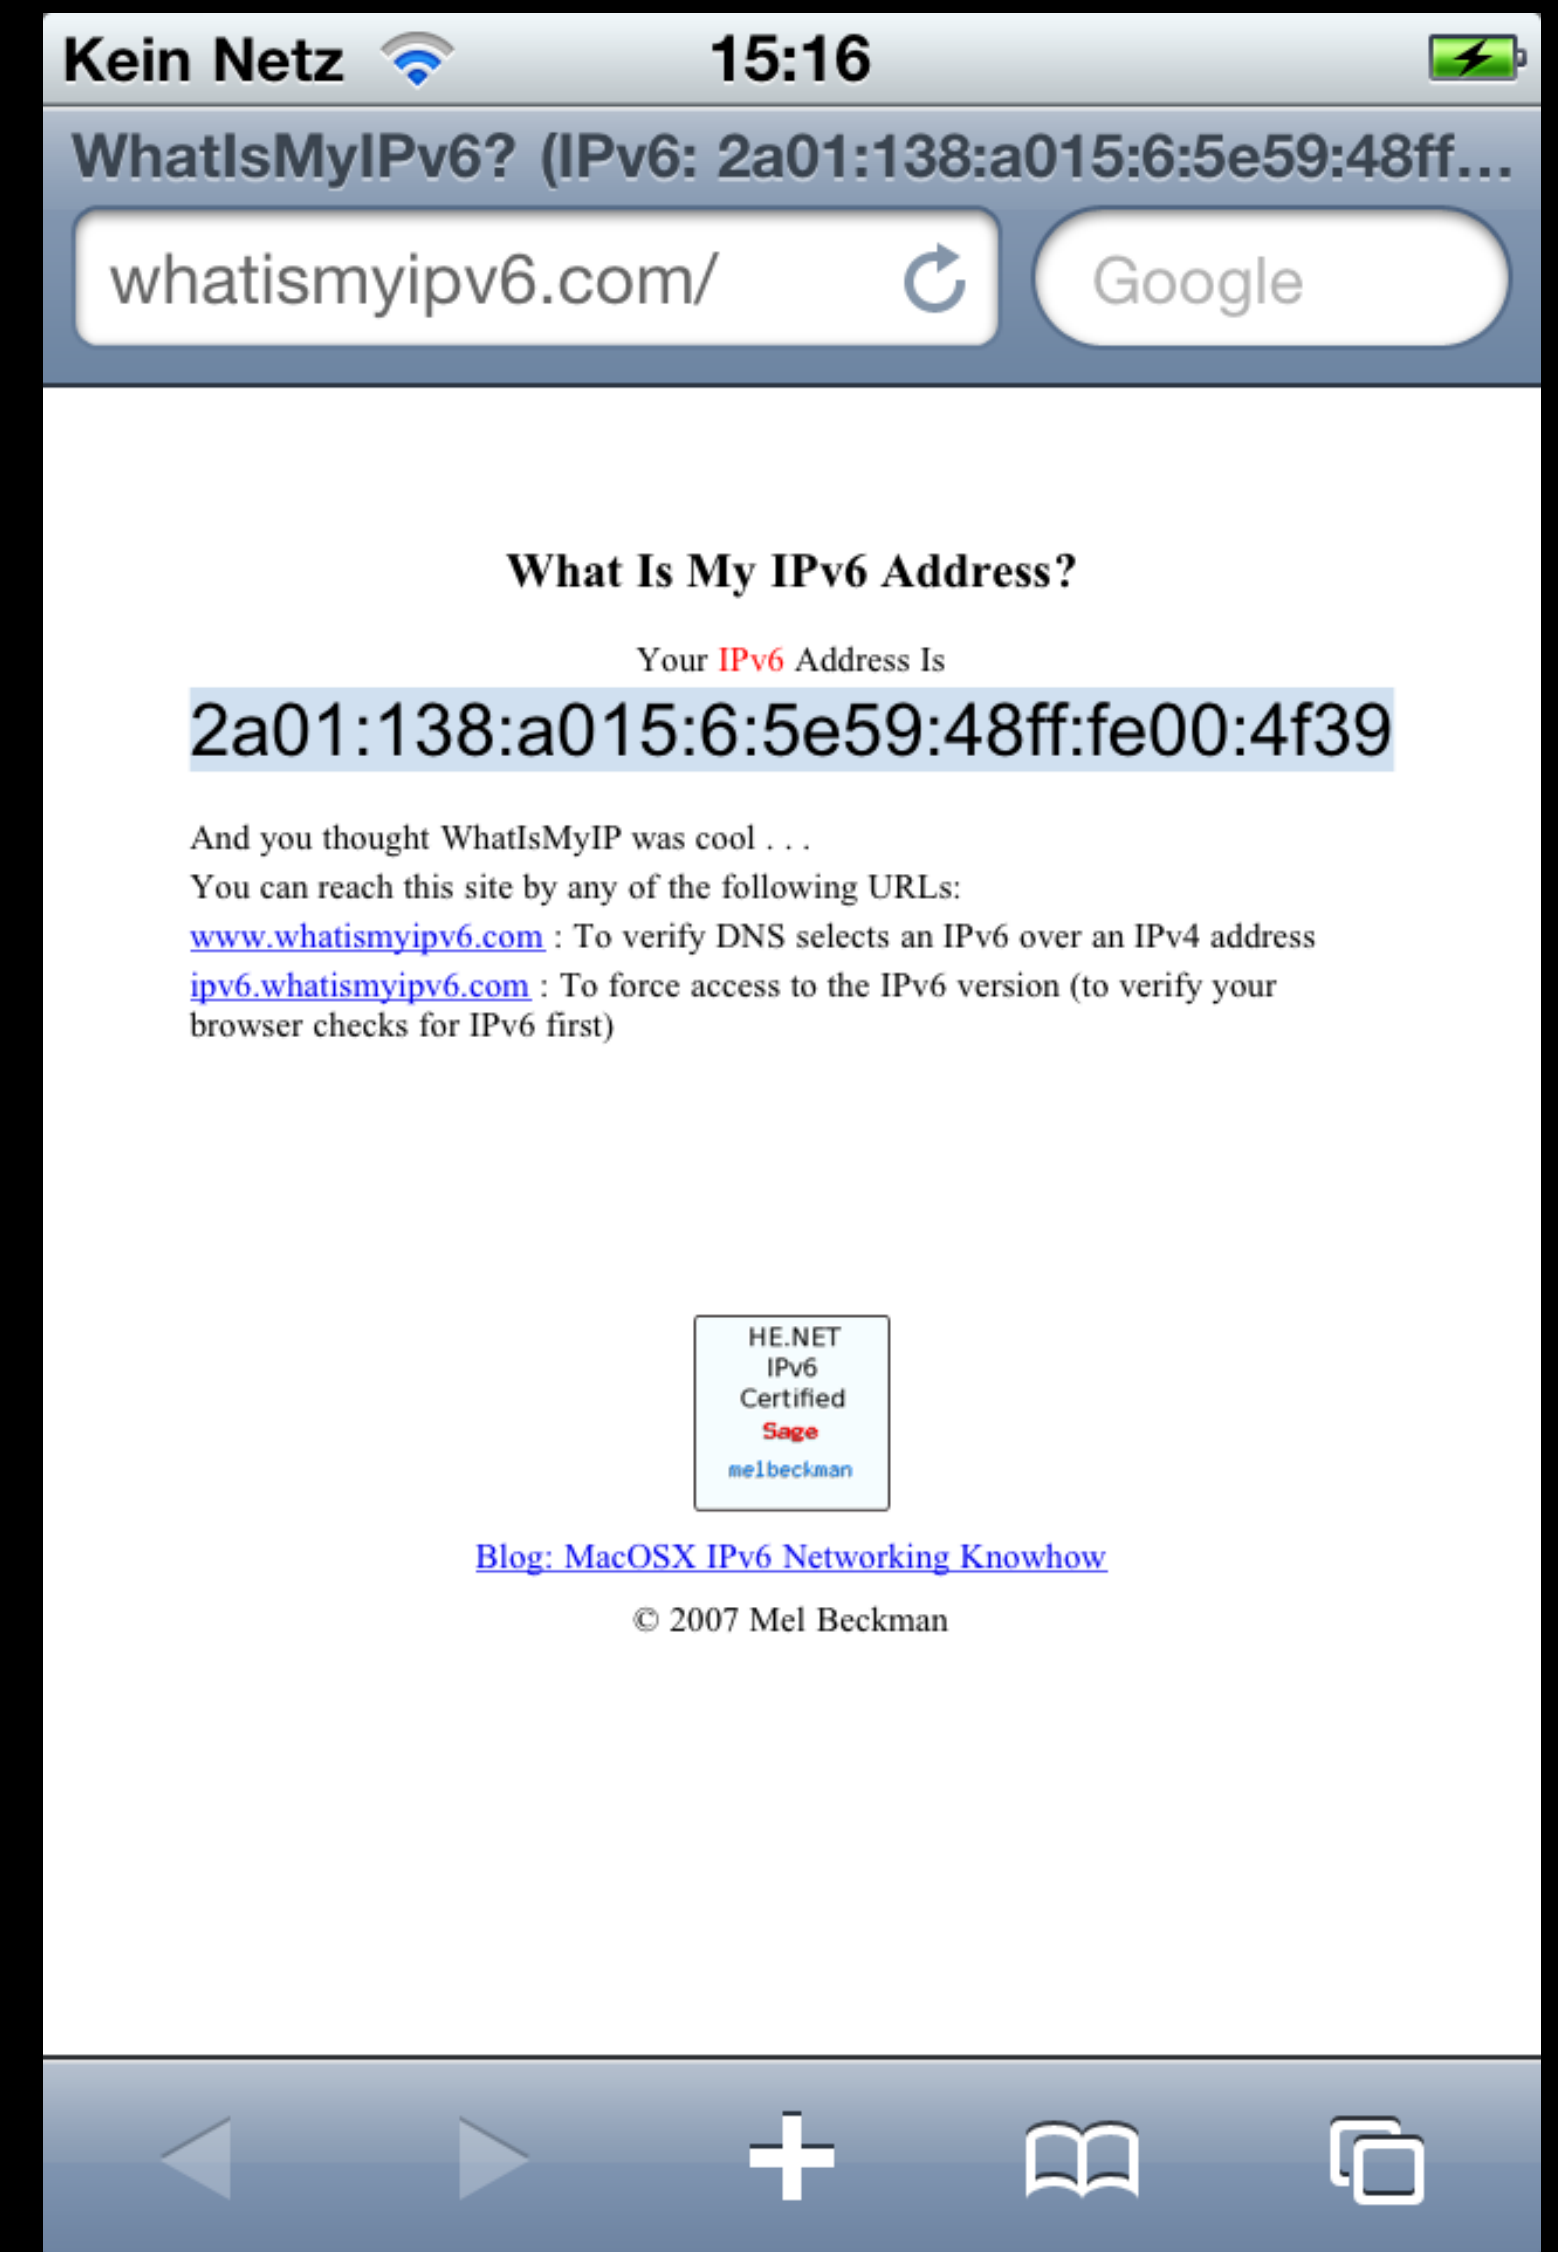 Kein Netz 15:16
WhatIsMyIPv6? (IPv6: 2a01:138:a015:6:5e59:48ff...
whatismyipv6.com/ Google
What Is My IPv6 Address?
Your IPv6 Address Is
2a01:138:a015:6:5e59:48ff:fe00:4f39
And you thought WhatIsMyIP was cool . . .
You can reach this site by any of the following URLs:
www.whatismyipv6.com : To verify DNS selects an IPv6 over an IPv4 address
ipv6.whatismyipv6.com : To force access to the IPv6 version (to verify your
browser checks for IPv6 first)
HE.NET
IPv6
Certified
Sage
melbeckman
Blog: MacOSX IPv6 Networking Knowhow
© 2007 Mel Beckman